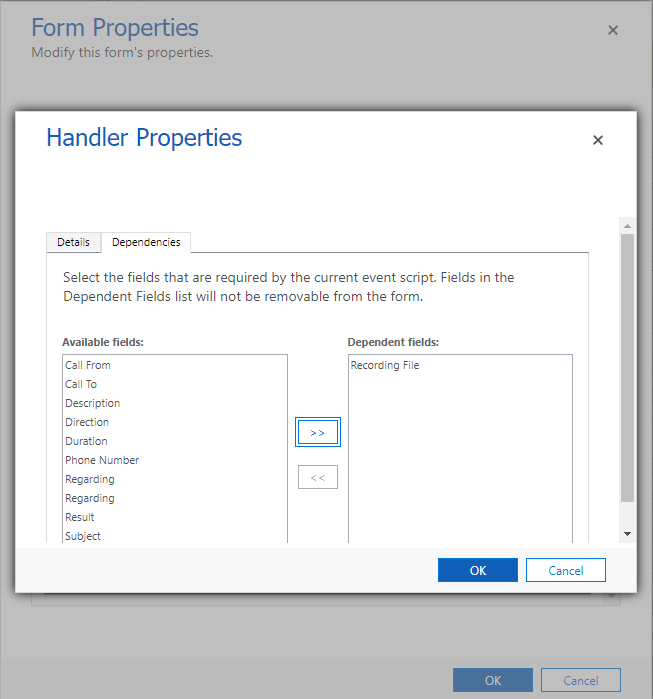 Form Properties
Modify this form's properties.
Handler Properties
Details
Dependencies
Select the fields that are required by the current event script. Fields in the
Dependent Fields list will not be removable from the form.
Available fields:
Call From
Call To
Description
Direction
Duration
Phone Number
Regarding
Regarding
Result
Subject
>>
<<
Dependent fields:
Recording File
OK
Cancel
OK
Cancel